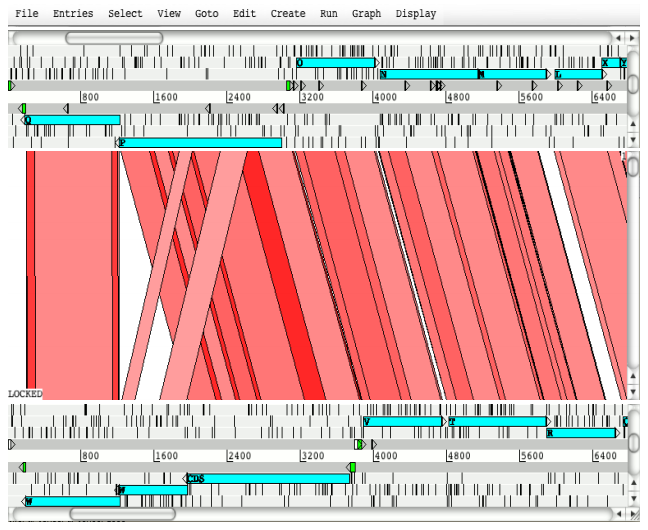 File Entries Select View Goto Edit Create Run Graph Display
O X Y
N M L
800 1600 2400 3200 4000 4800 5600 6400
Q
P
LOCKED
V T
R
800 1600 2400 3200 4000 4800 5600 6400
CDS
W
W